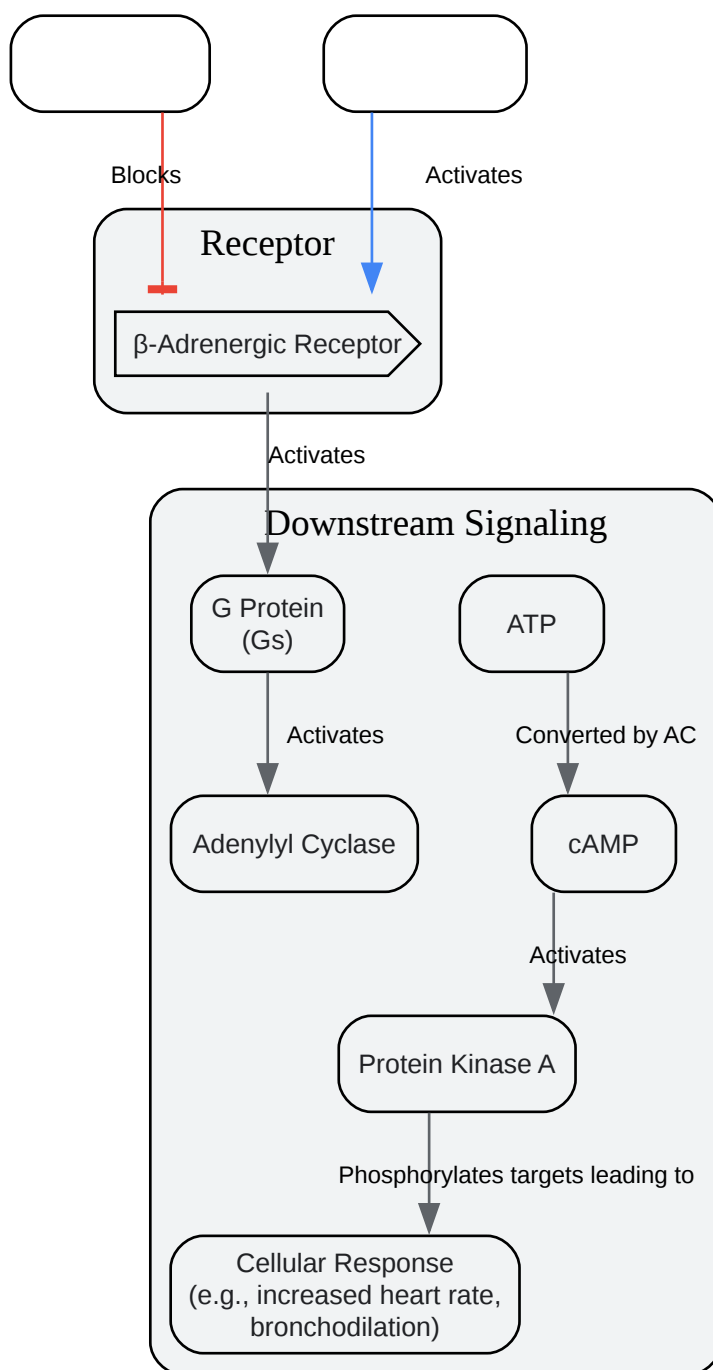 Blocks
Activates
Receptor
β-Adrenergic Receptor
Activates
Downstream Signaling
G Protein
(Gs)
ATP
Activates
Converted by AC
Adenylyl Cyclase
cAMP
Activates
Protein Kinase A
Phosphorylates targets leading to
Cellular Response
(e.g., increased heart rate,
bronchodilation)